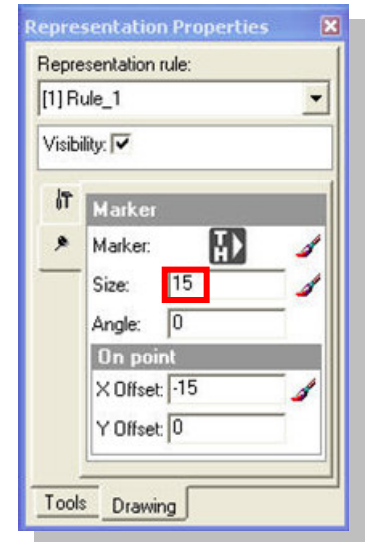 Representation Properties
Representation rule:
[1] Rule_1
Visibility:
Marker
Marker: TH
Size: 15
Angle: 0
On point
X Offset: -15
Y Offset: 0
Tools Drawing